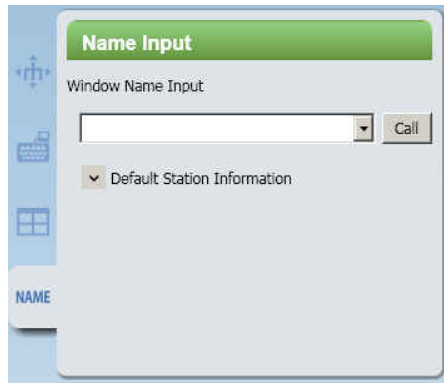 Name Input
Window Name Input
Call
Default Station Information
NAME